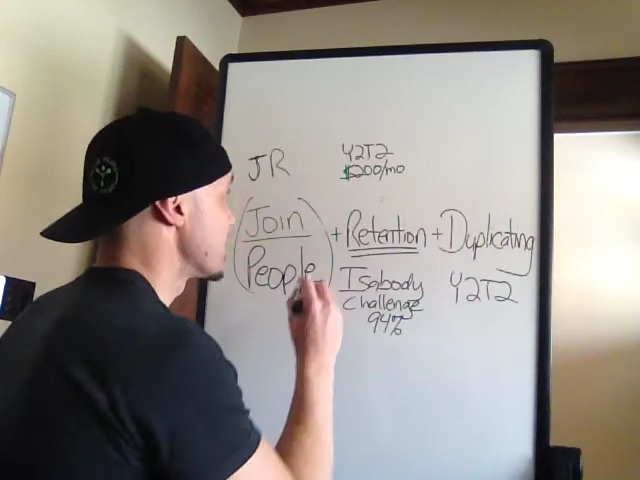 JR
Y2T2
$200/mo
(Join
People) + Retention + Duplicating
Isabody
Challenge
94%
Y2T2